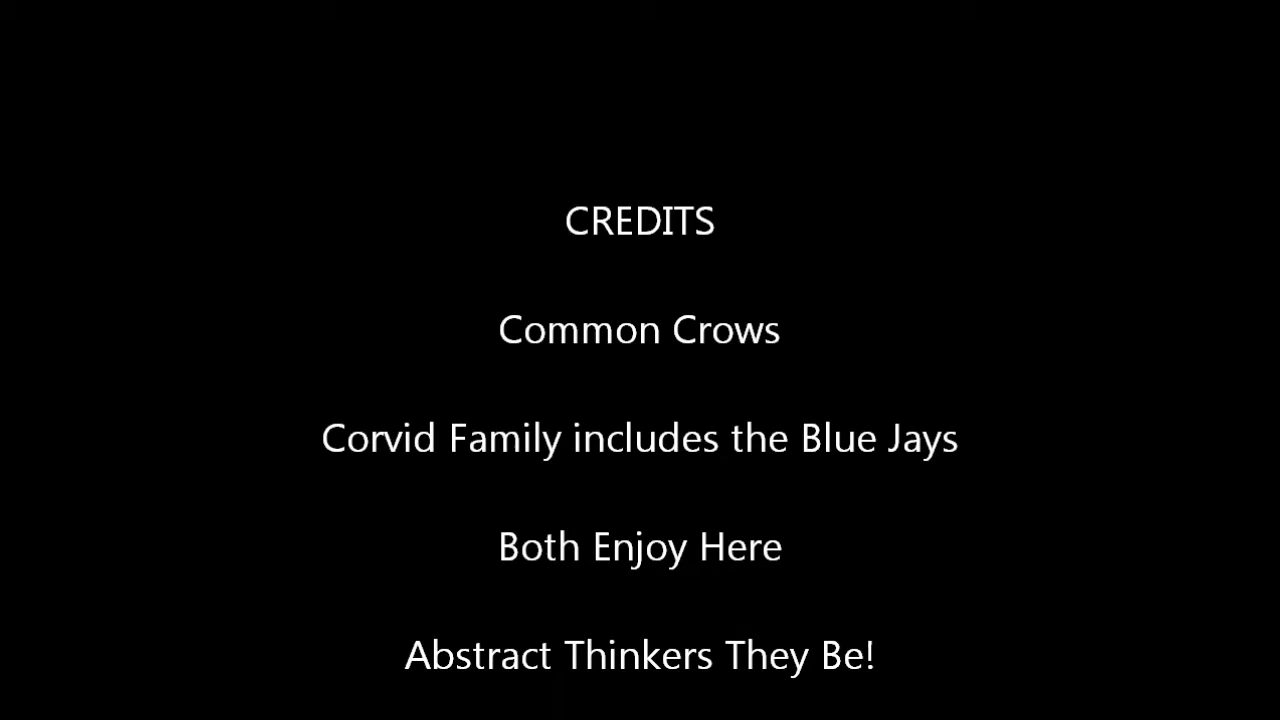 CREDITS
Common Crows
Corvid Family includes the Blue Jays
Both Enjoy Here
Abstract Thinkers They Be!